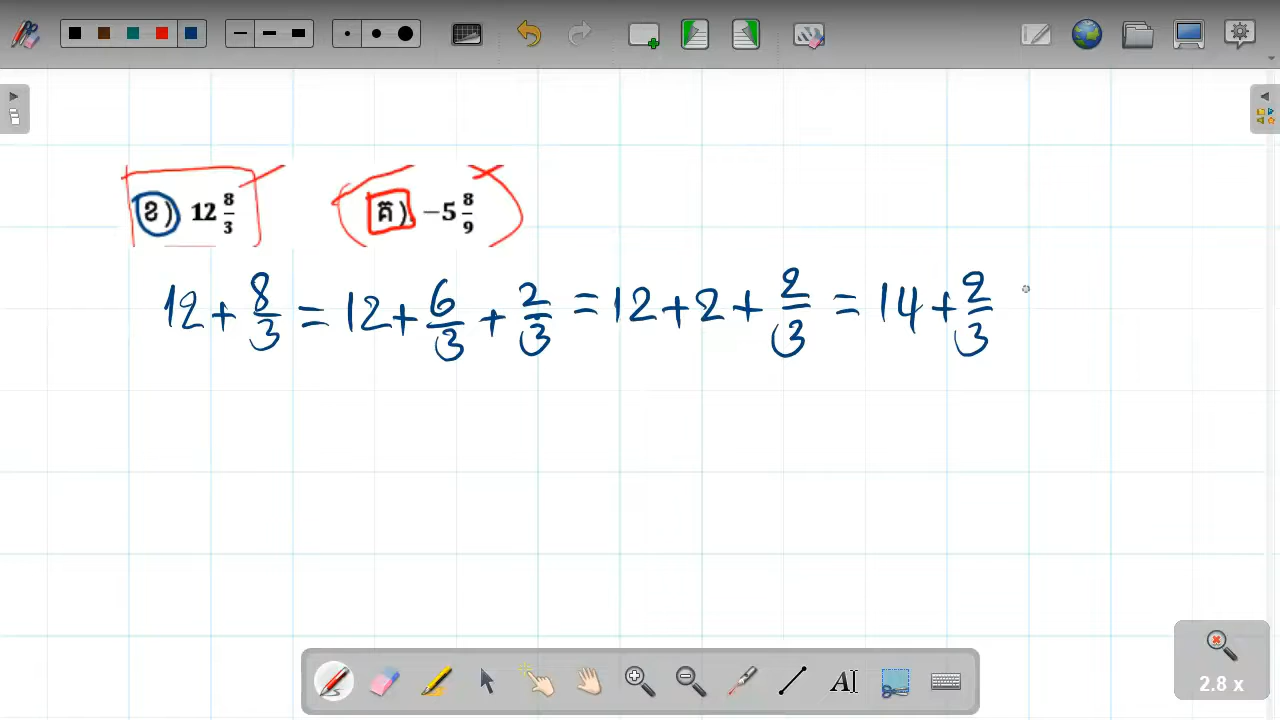 ខ) 12 8/3 គ) −5 8/9
12 + 8/3 = 12 + 6/3 + 2/3 = 12 + 2 + 2/3 = 14 + 2/3
AI
2.8 x